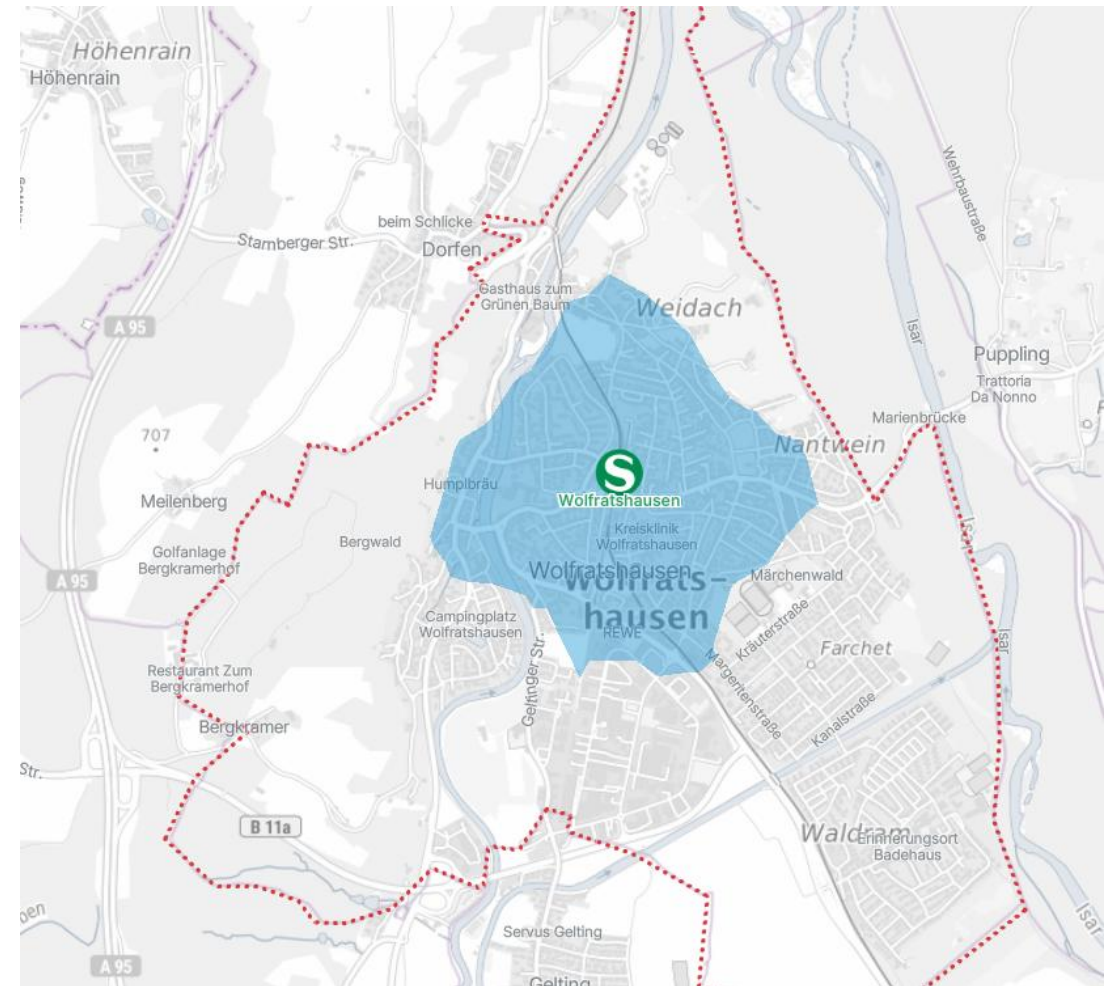 Höhenrain
Höhenrain
Wehrbaustraße
beim Schlicke
Starnberger Str.
Dorfen
Gasthaus zum
Grünen Baum
Weidach
A 95
Isar
Puppling
Trattoria
Da Nonno
Marienbrücke
707
Nantwein
Meilenberg
Humplbräu
S
Wolfratshausen
Kreisklinik
Wolfratshausen
Bergwald
Golfanlage
Bergkramerhof
Isar
A 95
Wolfratshausen
Märchenwald
wolfrats-
hausen
Campingplatz
Wolfratshausen
REWE
Kräuterstraße
Farchet
Isar
Restaurant Zum
Bergkramerhof
Geltinger Str.
Margeritenstraße
Kanalstraße
Bergkramer
Str.
B 11a
Waldram
Erinnerungsort
Badehaus
Isar
Servus Gelting
A 95
Gelting